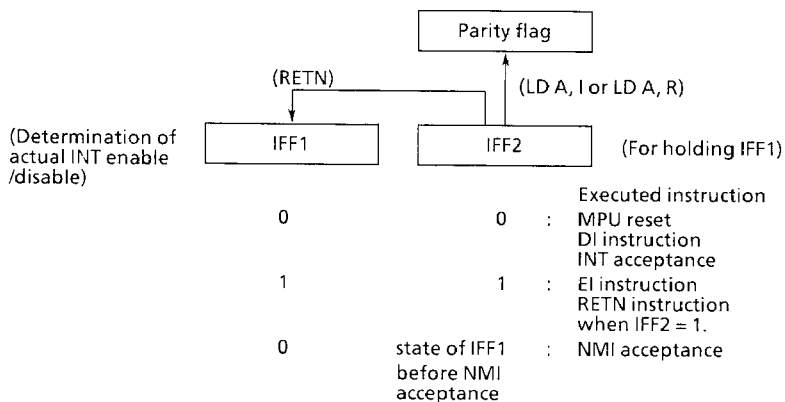 Parity flag
(RETN)
(LD A, I or LD A, R)
(Determination of
actual INT enable
/disable)
IFF1
IFF2
(For holding IFF1)
Executed instruction
0 0 : MPU reset
DI instruction
INT acceptance
1 1 : EI instruction
RETN instruction
when IFF2 = 1.
0 state of IFF1 : NMI acceptance
before NMI
acceptance